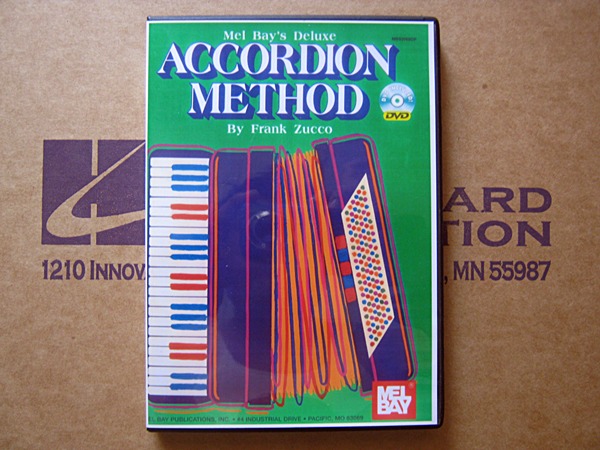 Mel Bay's Deluxe
ACCORDION
METHOD
DVD
By Frank Zucco
ARD
TION
1210 INNOV
, MN 55987
MEL
BAY
EL BAY PUBLICATIONS, INC. • #4 INDUSTRIAL DRIVE • PACIFIC, MO 63069